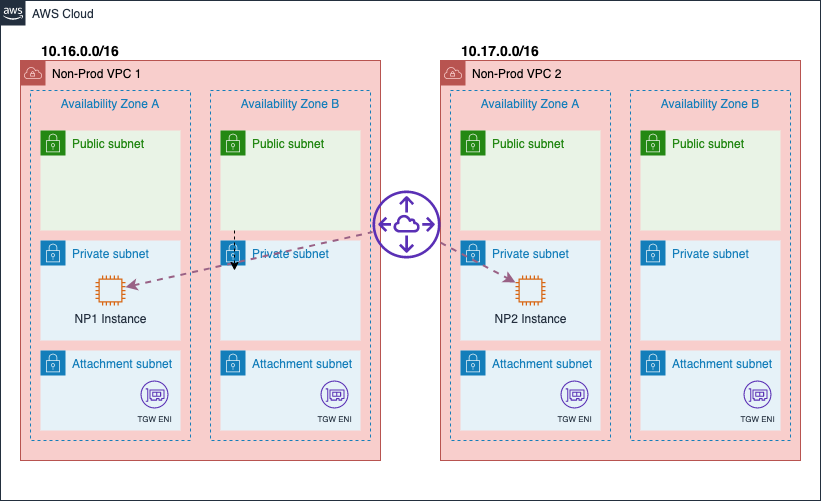 aws
AWS Cloud
10.16.0.0/16
10.17.0.0/16
Non-Prod VPC 1
Non-Prod VPC 2
Availability Zone A
Availability Zone B
Availability Zone A
Availability Zone B
Public subnet
Public subnet
Public subnet
Public subnet
Private subnet
Private subnet
Private subnet
Private subnet
NP1 Instance
NP2 Instance
Attachment subnet
Attachment subnet
Attachment subnet
Attachment subnet
TGW ENI
TGW ENI
TGW ENI
TGW ENI